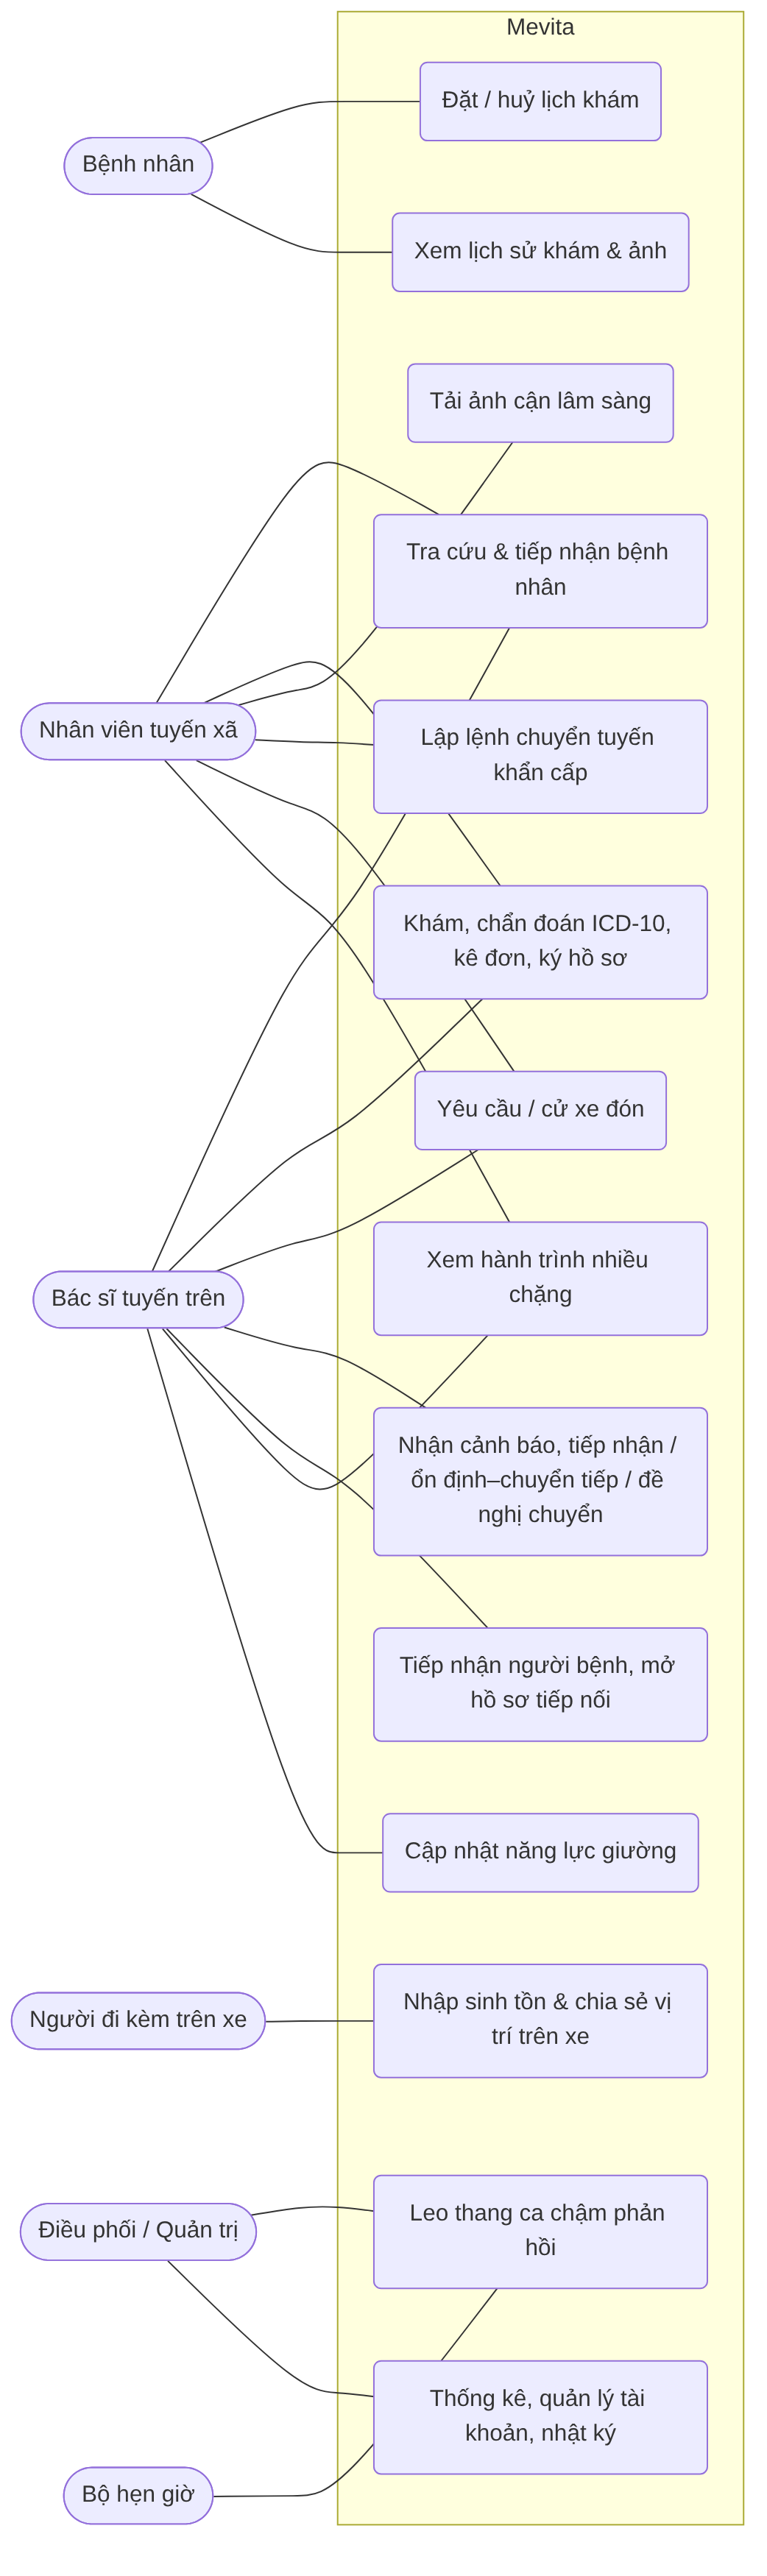 Mevita
Đặt / huỷ lịch khám
Bệnh nhân
Xem lịch sử khám & ảnh
Tải ảnh cận lâm sàng
Tra cứu & tiếp nhận bệnh
nhân
Nhân viên tuyến xã
Lập lệnh chuyển tuyến
khẩn cấp
Khám, chẩn đoán ICD-10,
kê đơn, ký hồ sơ
Yêu cầu / cử xe đón
Xem hành trình nhiều
chặng
Bác sĩ tuyến trên
Nhận cảnh báo, tiếp nhận /
ổn định–chuyển tiếp / đề
nghị chuyển
Tiếp nhận người bệnh, mở
hồ sơ tiếp nối
Cập nhật năng lực giường
Người đi kèm trên xe
Nhập sinh tồn & chia sẻ vị
trí trên xe
Điều phối / Quản trị
Leo thang ca chậm phản
hồi
Thống kê, quản lý tài
khoản, nhật ký
Bộ hẹn giờ